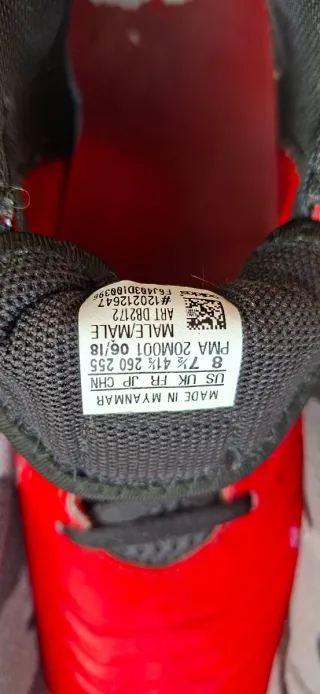 MADE IN MYANMAR
US UK FR JP CHN
8 7½ 41⅓ 260 255
PMA 20M001 06/18
MALE/MALE
ART DB2172
#120212647
F6J403D100396